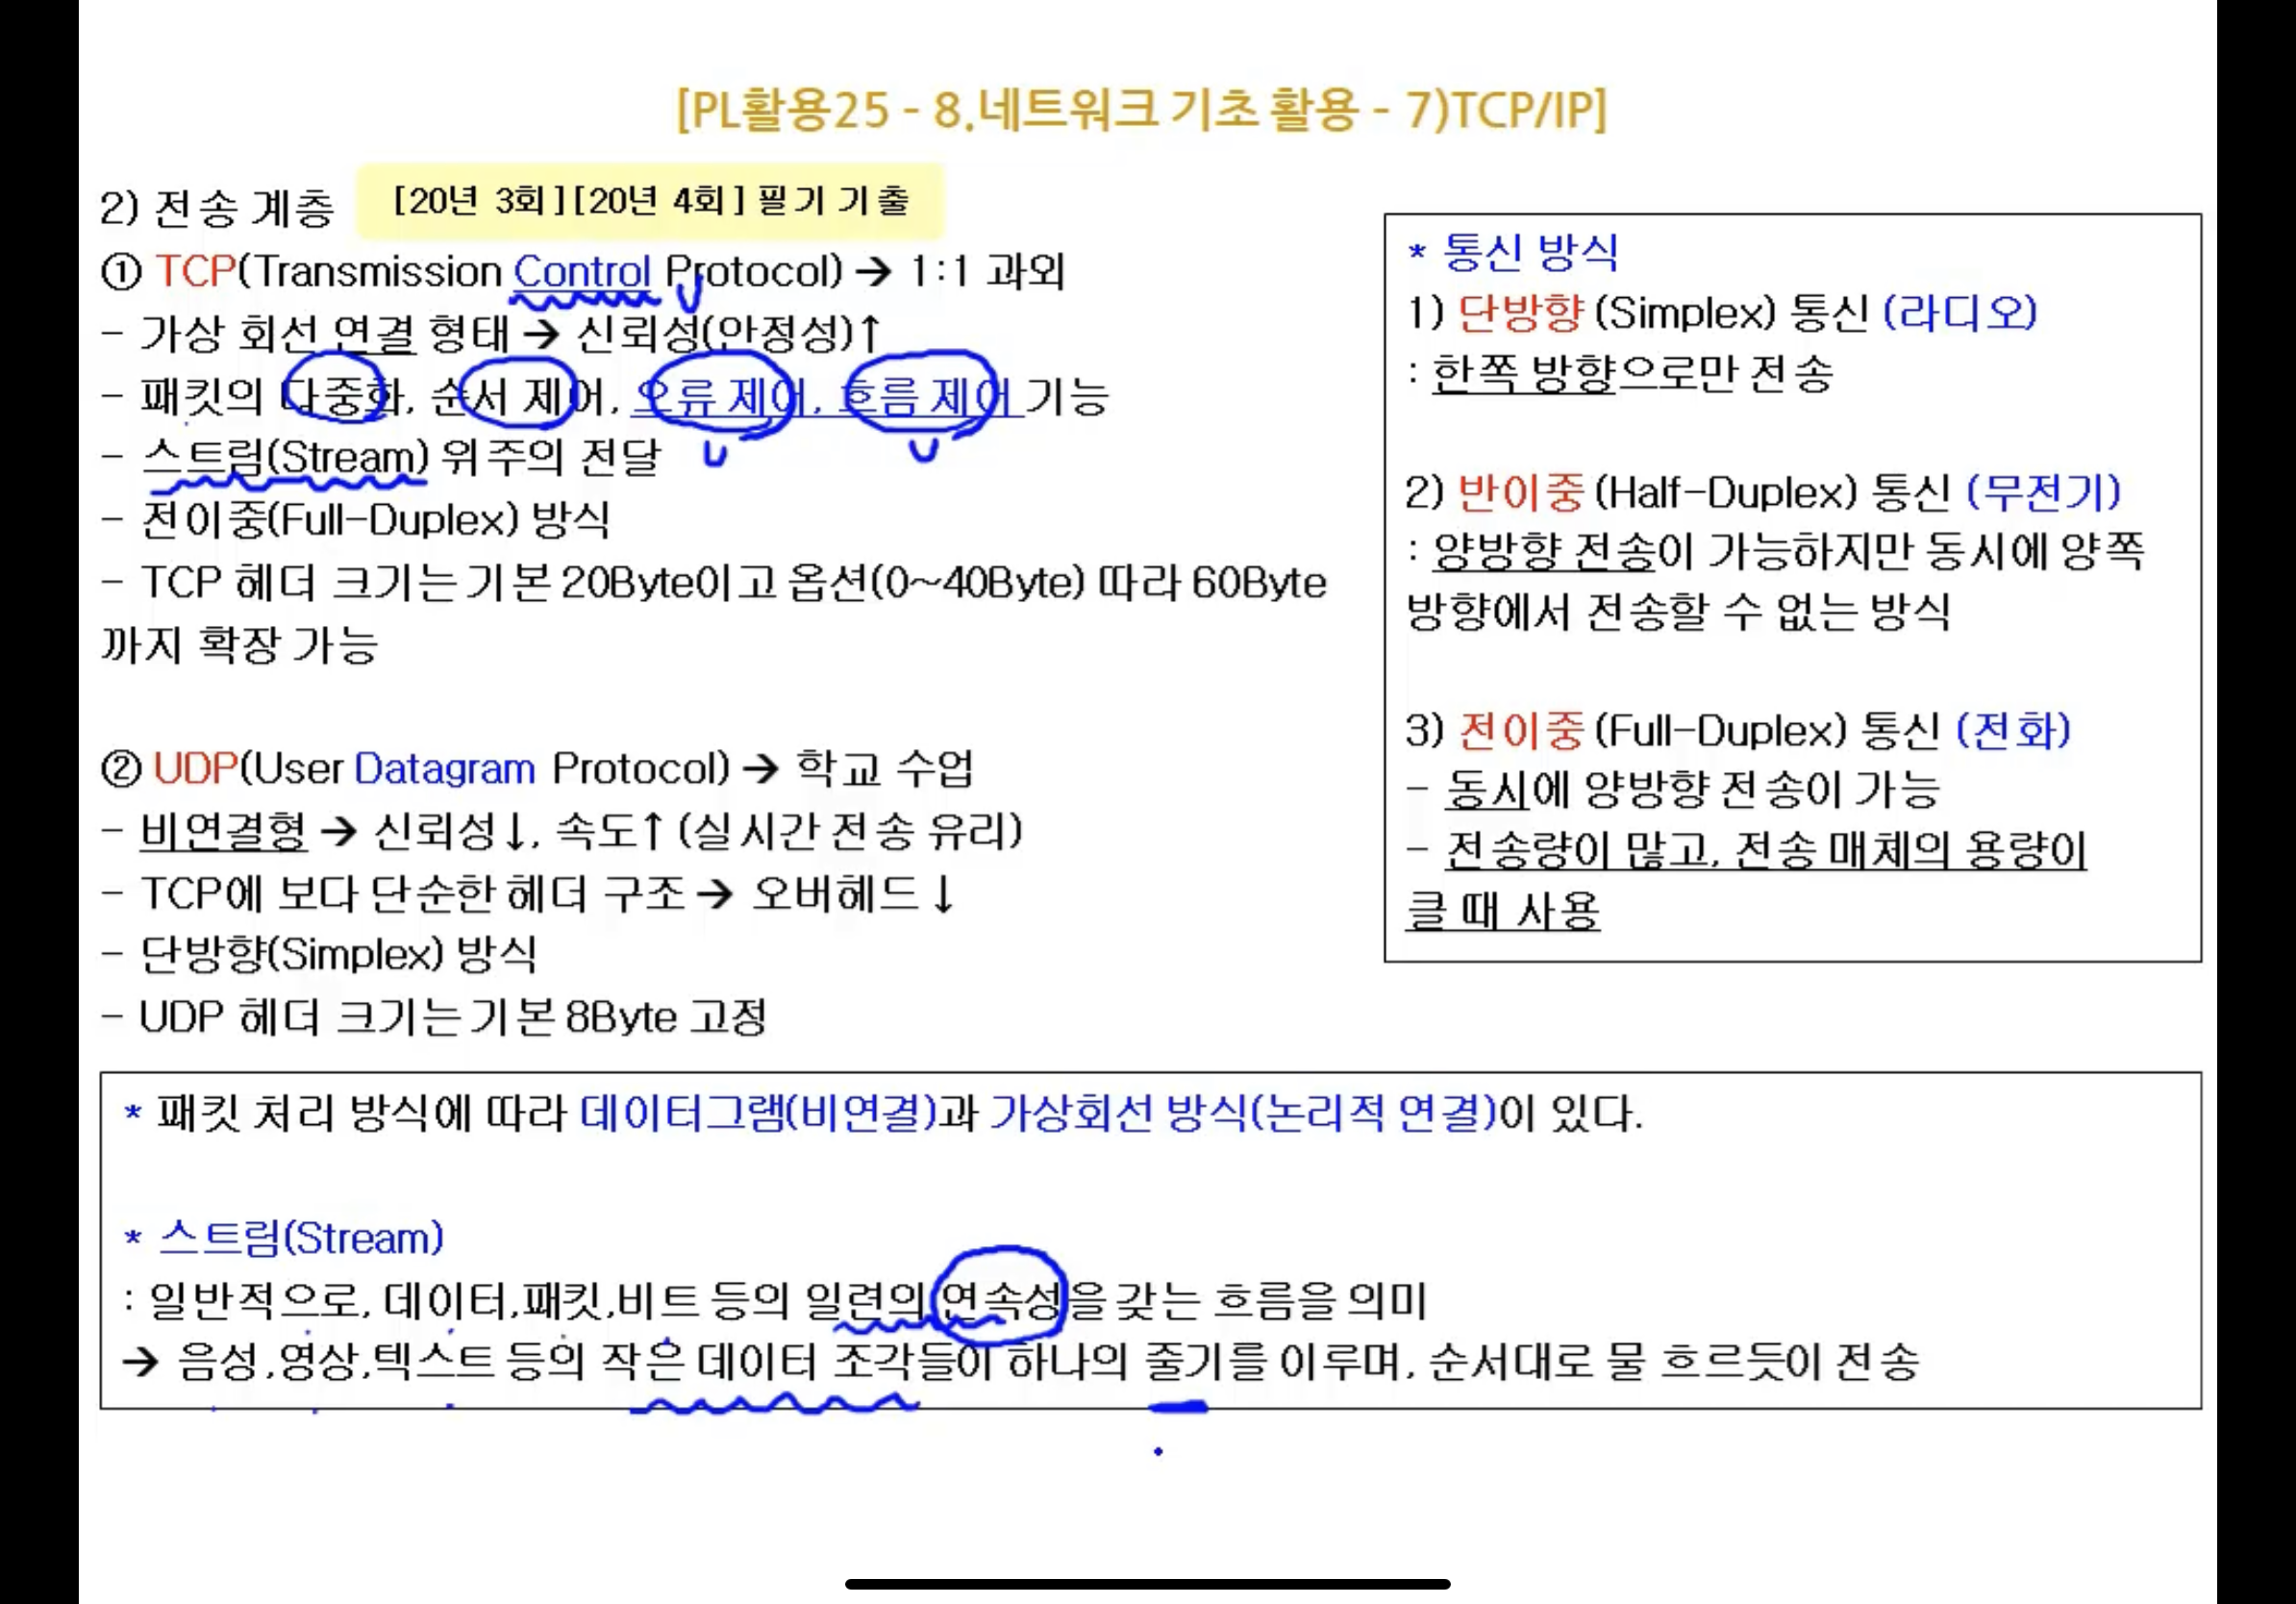 [PL활용25 - 8.네트워크 기초 활용 - 7)TCP/IP]
2) 전송 계층
[20년 3회][20년 4회] 필기 기출
① TCP(Transmission Control Protocol) → 1:1 과외
- 가상 회선 연결 형태 → 신뢰성(안정성)↑
- 패킷의 다중화, 순서 제어, 오류 제어, 흐름 제어 기능
- 스트림(Stream) 위주의 전달
- 전이중(Full-Duplex) 방식
- TCP 헤더 크기는 기본 20Byte이고 옵션(0~40Byte) 따라 60Byte
까지 확장 가능
② UDP(User Datagram Protocol) → 학교 수업
- 비연결형 → 신뢰성↓, 속도↑ (실시간 전송 유리)
- TCP에 보다 단순한 헤더 구조 → 오버헤드↓
- 단방향(Simplex) 방식
- UDP 헤더 크기는 기본 8Byte 고정
* 통신 방식
1) 단방향 (Simplex) 통신 (라디오)
: 한쪽 방향으로만 전송
2) 반이중 (Half-Duplex) 통신 (무전기)
: 양방향 전송이 가능하지만 동시에 양쪽
방향에서 전송할 수 없는 방식
3) 전이중 (Full-Duplex) 통신 (전화)
- 동시에 양방향 전송이 가능
- 전송량이 많고, 전송 매체의 용량이
클 때 사용
* 패킷 처리 방식에 따라 데이터그램(비연결)과 가상회선 방식(논리적 연결)이 있다.
* 스트림(Stream)
: 일반적으로, 데이터,패킷,비트 등의 일련의 연속성을 갖는 흐름을 의미
→ 음성,영상,텍스트 등의 작은 데이터 조각들이 하나의 줄기를 이루며, 순서대로 물 흐르듯이 전송